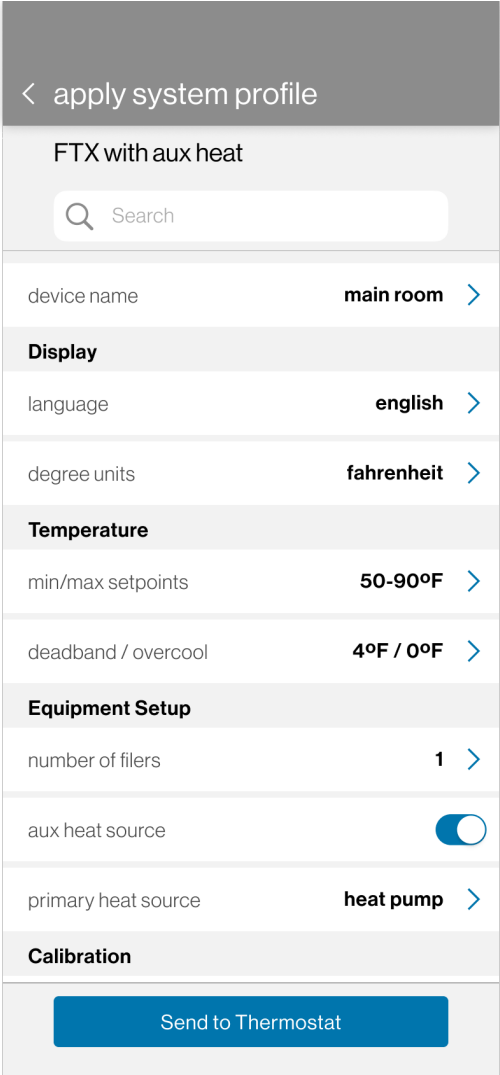 apply system profile
FTX with aux heat
Search
device name main room
Display
language english
degree units fahrenheit
Temperature
min/max setpoints 50-90ºF
deadband / overcool 4ºF / 0ºF
Equipment Setup
number of filers 1
aux heat source
primary heat source heat pump
Calibration
Send to Thermostat